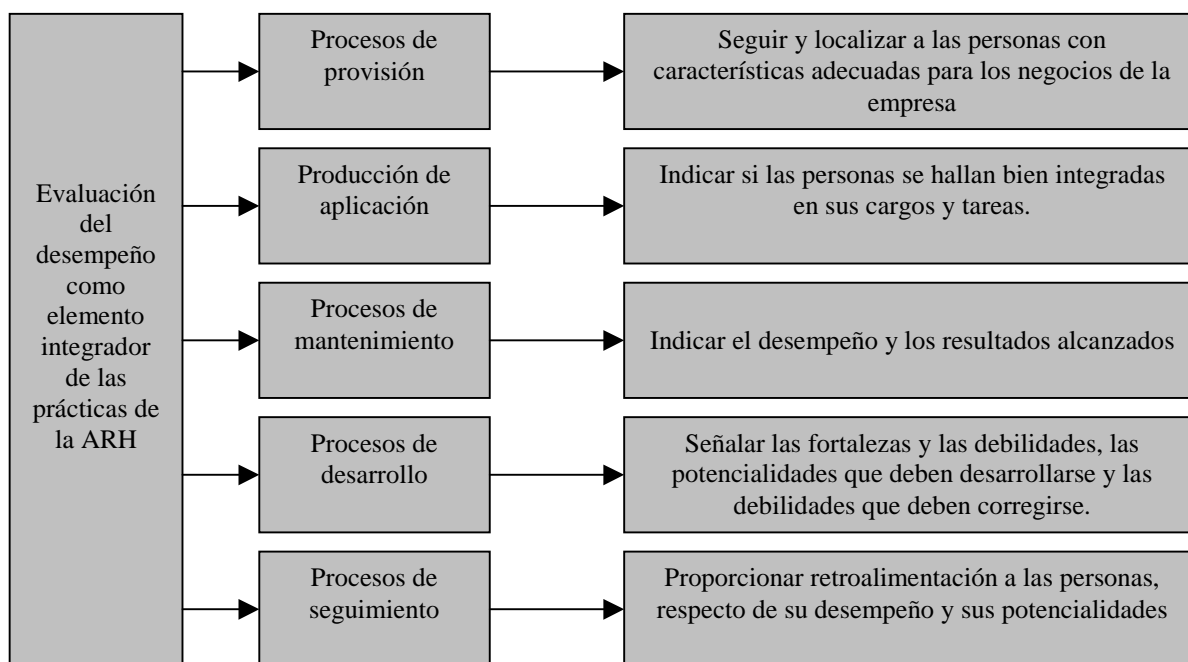 Evaluación
del
desempeño
como
elemento
integrador
de las
prácticas de
la ARH
Procesos de
provisión
Seguir y localizar a las personas con
características adecuadas para los negocios de la
empresa
Producción de
aplicación
Indicar si las personas se hallan bien integradas
en sus cargos y tareas.
Procesos de
mantenimiento
Indicar el desempeño y los resultados alcanzados
Procesos de
desarrollo
Señalar las fortalezas y las debilidades, las
potencialidades que deben desarrollarse y las
debilidades que deben corregirse.
Procesos de
seguimiento
Proporcionar retroalimentación a las personas,
respecto de su desempeño y sus potencialidades